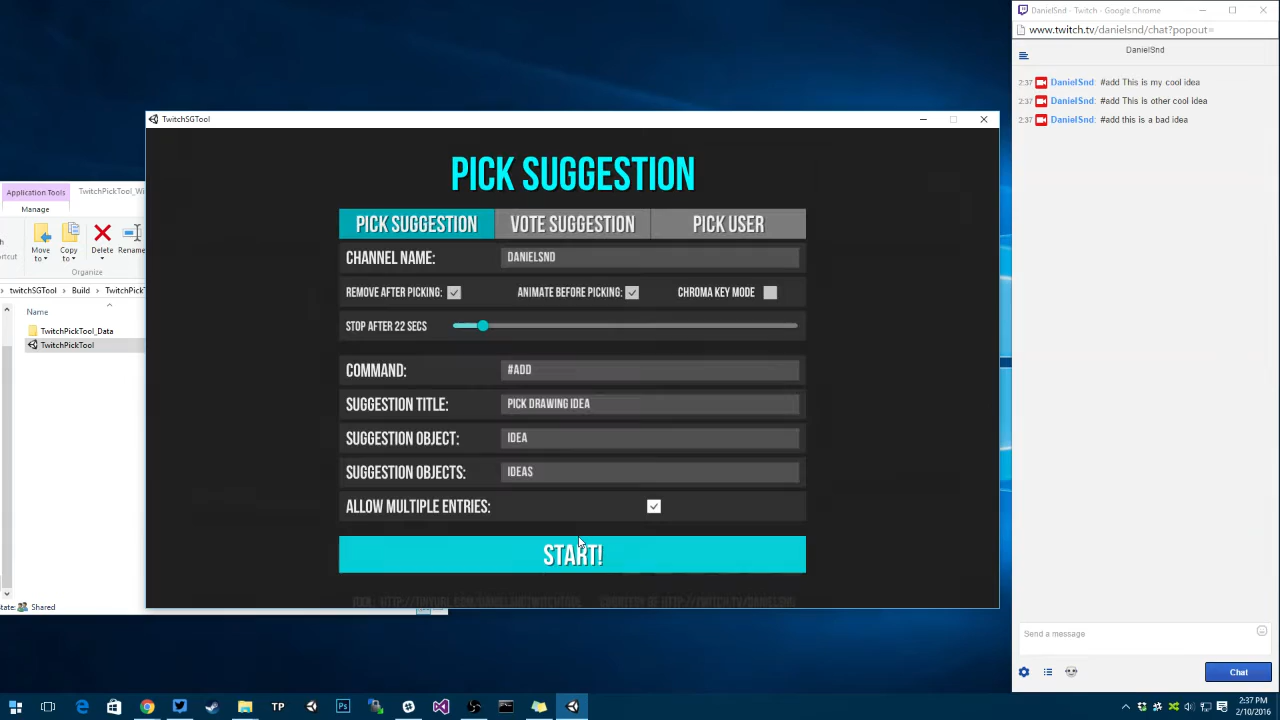 DanielSnd - Twitch - Google Chrome
www.twitch.tv/danielsnd/chat?popout=
DanielSnd
2:37 DanielSnd: #add This is my cool idea
2:37 DanielSnd: #add This is other cool idea
2:37 DanielSnd: #add this is a bad idea
TwitchSGTool
PICK SUGGESTION
PICK SUGGESTION VOTE SUGGESTION PICK USER
CHANNEL NAME: DANIELSND
REMOVE AFTER PICKING: ANIMATE BEFORE PICKING: CHROMA KEY MODE
STOP AFTER 22 SECS
COMMAND: #ADD
SUGGESTION TITLE: PICK DRAWING IDEA
SUGGESTION OBJECT: IDEA
SUGGESTION OBJECTS: IDEAS
ALLOW MULTIPLE ENTRIES:
START!
Application Tools
Manage
Move to
Copy to
Delete
Rename
Organize
twitchSGTool Build
Name
TwitchPickTool_Data
TwitchPickTool
Shared
Send a message
Chat
TP
2:37 PM
2/10/2016